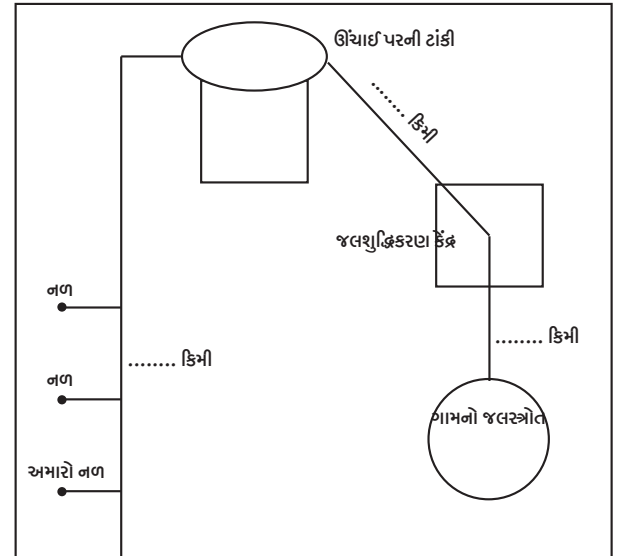 ઊંચાઈ પરની ટાંકી
........ કિમી
જલશુદ્ધિકરણ કેંદ્ર
નળ
........ કિમી
........ કિમી
નળ
ગામનો જલસ્ત્રોત
અમારો નળ